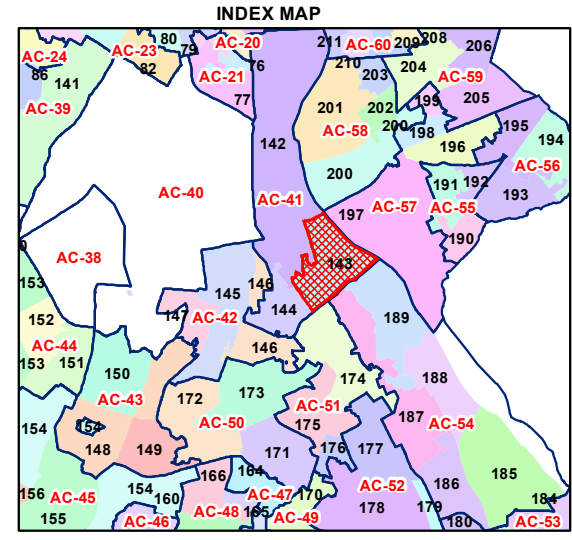 INDEX MAP
80 AC-20 211 AC-60 209 208
AC-24 AC-23 79 206
86 82 76 210 204
141 AC-21 203 AC-59
AC-39 77 201 202 199 205
AC-58 200 198 195
142 196 194
200 191 192 AC-56
AC-40 AC-41 197 AC-57 AC-55 193
190
AC-38 143
153 145 146
152 147 AC-42 144 189
AC-44
153 151 150 146
AC-43 172 173 174 188
154 154 AC-50 AC-51 187 AC-54
148 149 175
171 176 177
166 164 185
156 AC-45 154 160 AC-47 170 AC-52 186
155 AC-46 AC-48 165 AC-49 178 179 180 184 AC-53